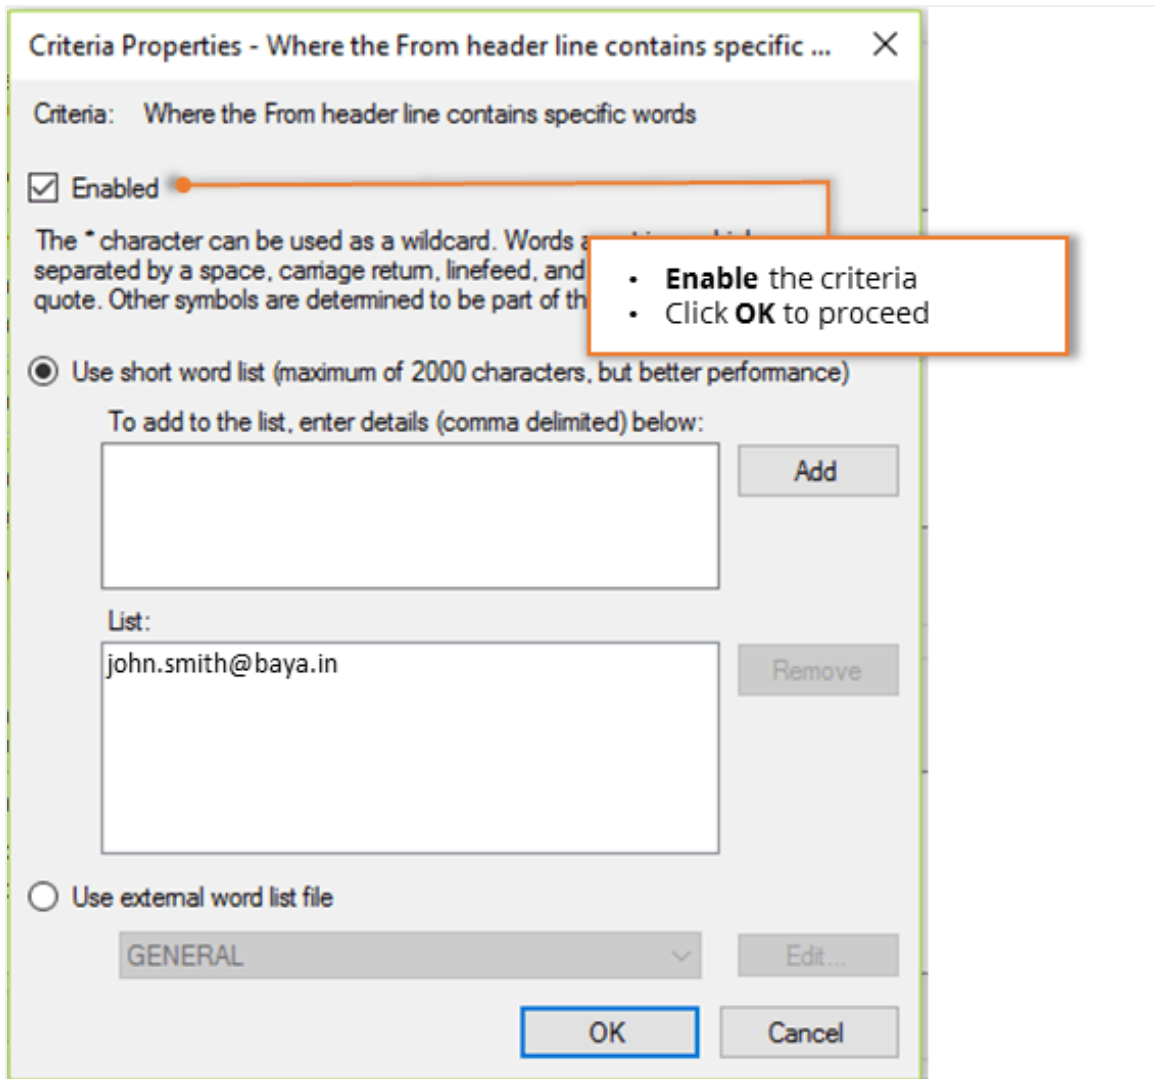 Criteria Properties - Where the From header line contains specific ...
Criteria: Where the From header line contains specific words
Enabled
The * character can be used as a wildcard. Words
separated by a space, carriage return, linefeed, and
quote. Other symbols are determined to be part of
• Enable the criteria
• Click OK to proceed
Use short word list (maximum of 2000 characters, but better performance)
To add to the list, enter details (comma delimited) below:
Add
List:
john.smith@baya.in
Remove
Use external word list file
GENERAL
Edit...
OK
Cancel